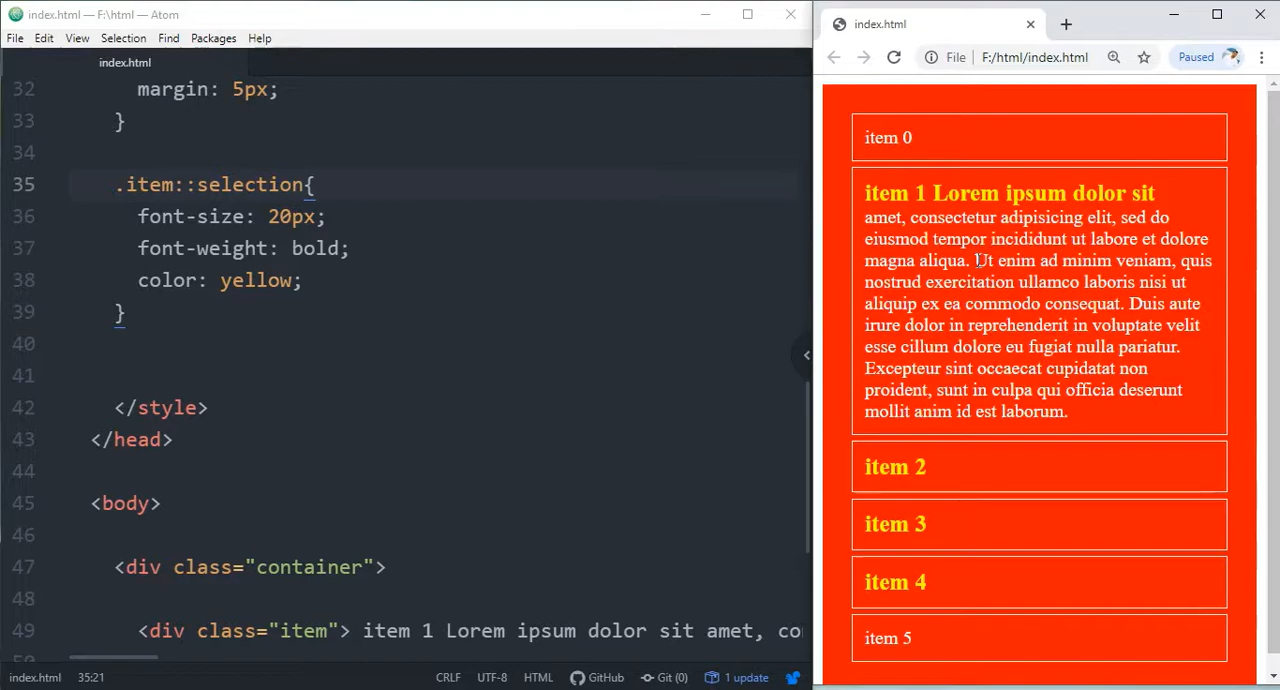 index.html — F:\html — Atom
File Edit View Selection Find Packages Help
index.html
32 margin: 5px;
33 }
34
35 .item::selection{
36 font-size: 20px;
37 font-weight: bold;
38 color: yellow;
39 }
40
41
42 </style>
43 </head>
44
45 <body>
46
47 <div class="container">
48
49 <div class="item"> item 1 Lorem ipsum dolor sit amet, co
index.html 35:21 CRLF UTF-8 HTML GitHub Git (0) 1 update
index.html
File F:/html/index.html Paused
item 0
item 1 Lorem ipsum dolor sit
amet, consectetur adipisicing elit, sed do
eiusmod tempor incididunt ut labore et dolore
magna aliqua. Ut enim ad minim veniam, quis
nostrud exercitation ullamco laboris nisi ut
aliquip ex ea commodo consequat. Duis aute
irure dolor in reprehenderit in voluptate velit
esse cillum dolore eu fugiat nulla pariatur.
Excepteur sint occaecat cupidatat non
proident, sunt in culpa qui officia deserunt
mollit anim id est laborum.
item 2
item 3
item 4
item 5